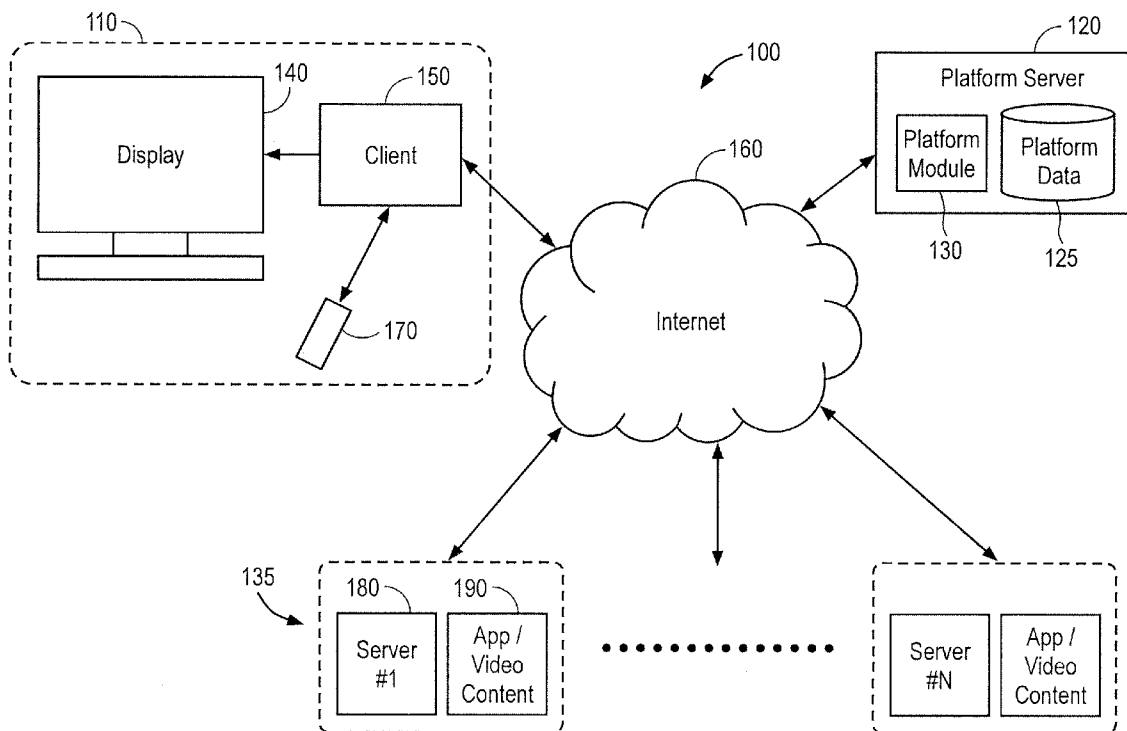 110
140
Display
150
Client
170
100
160
Internet
120
Platform Server
Platform
Module
130
Platform
Data
125
135
180
Server
#1
190
App /
Video
Content
Server
#N
App /
Video
Content